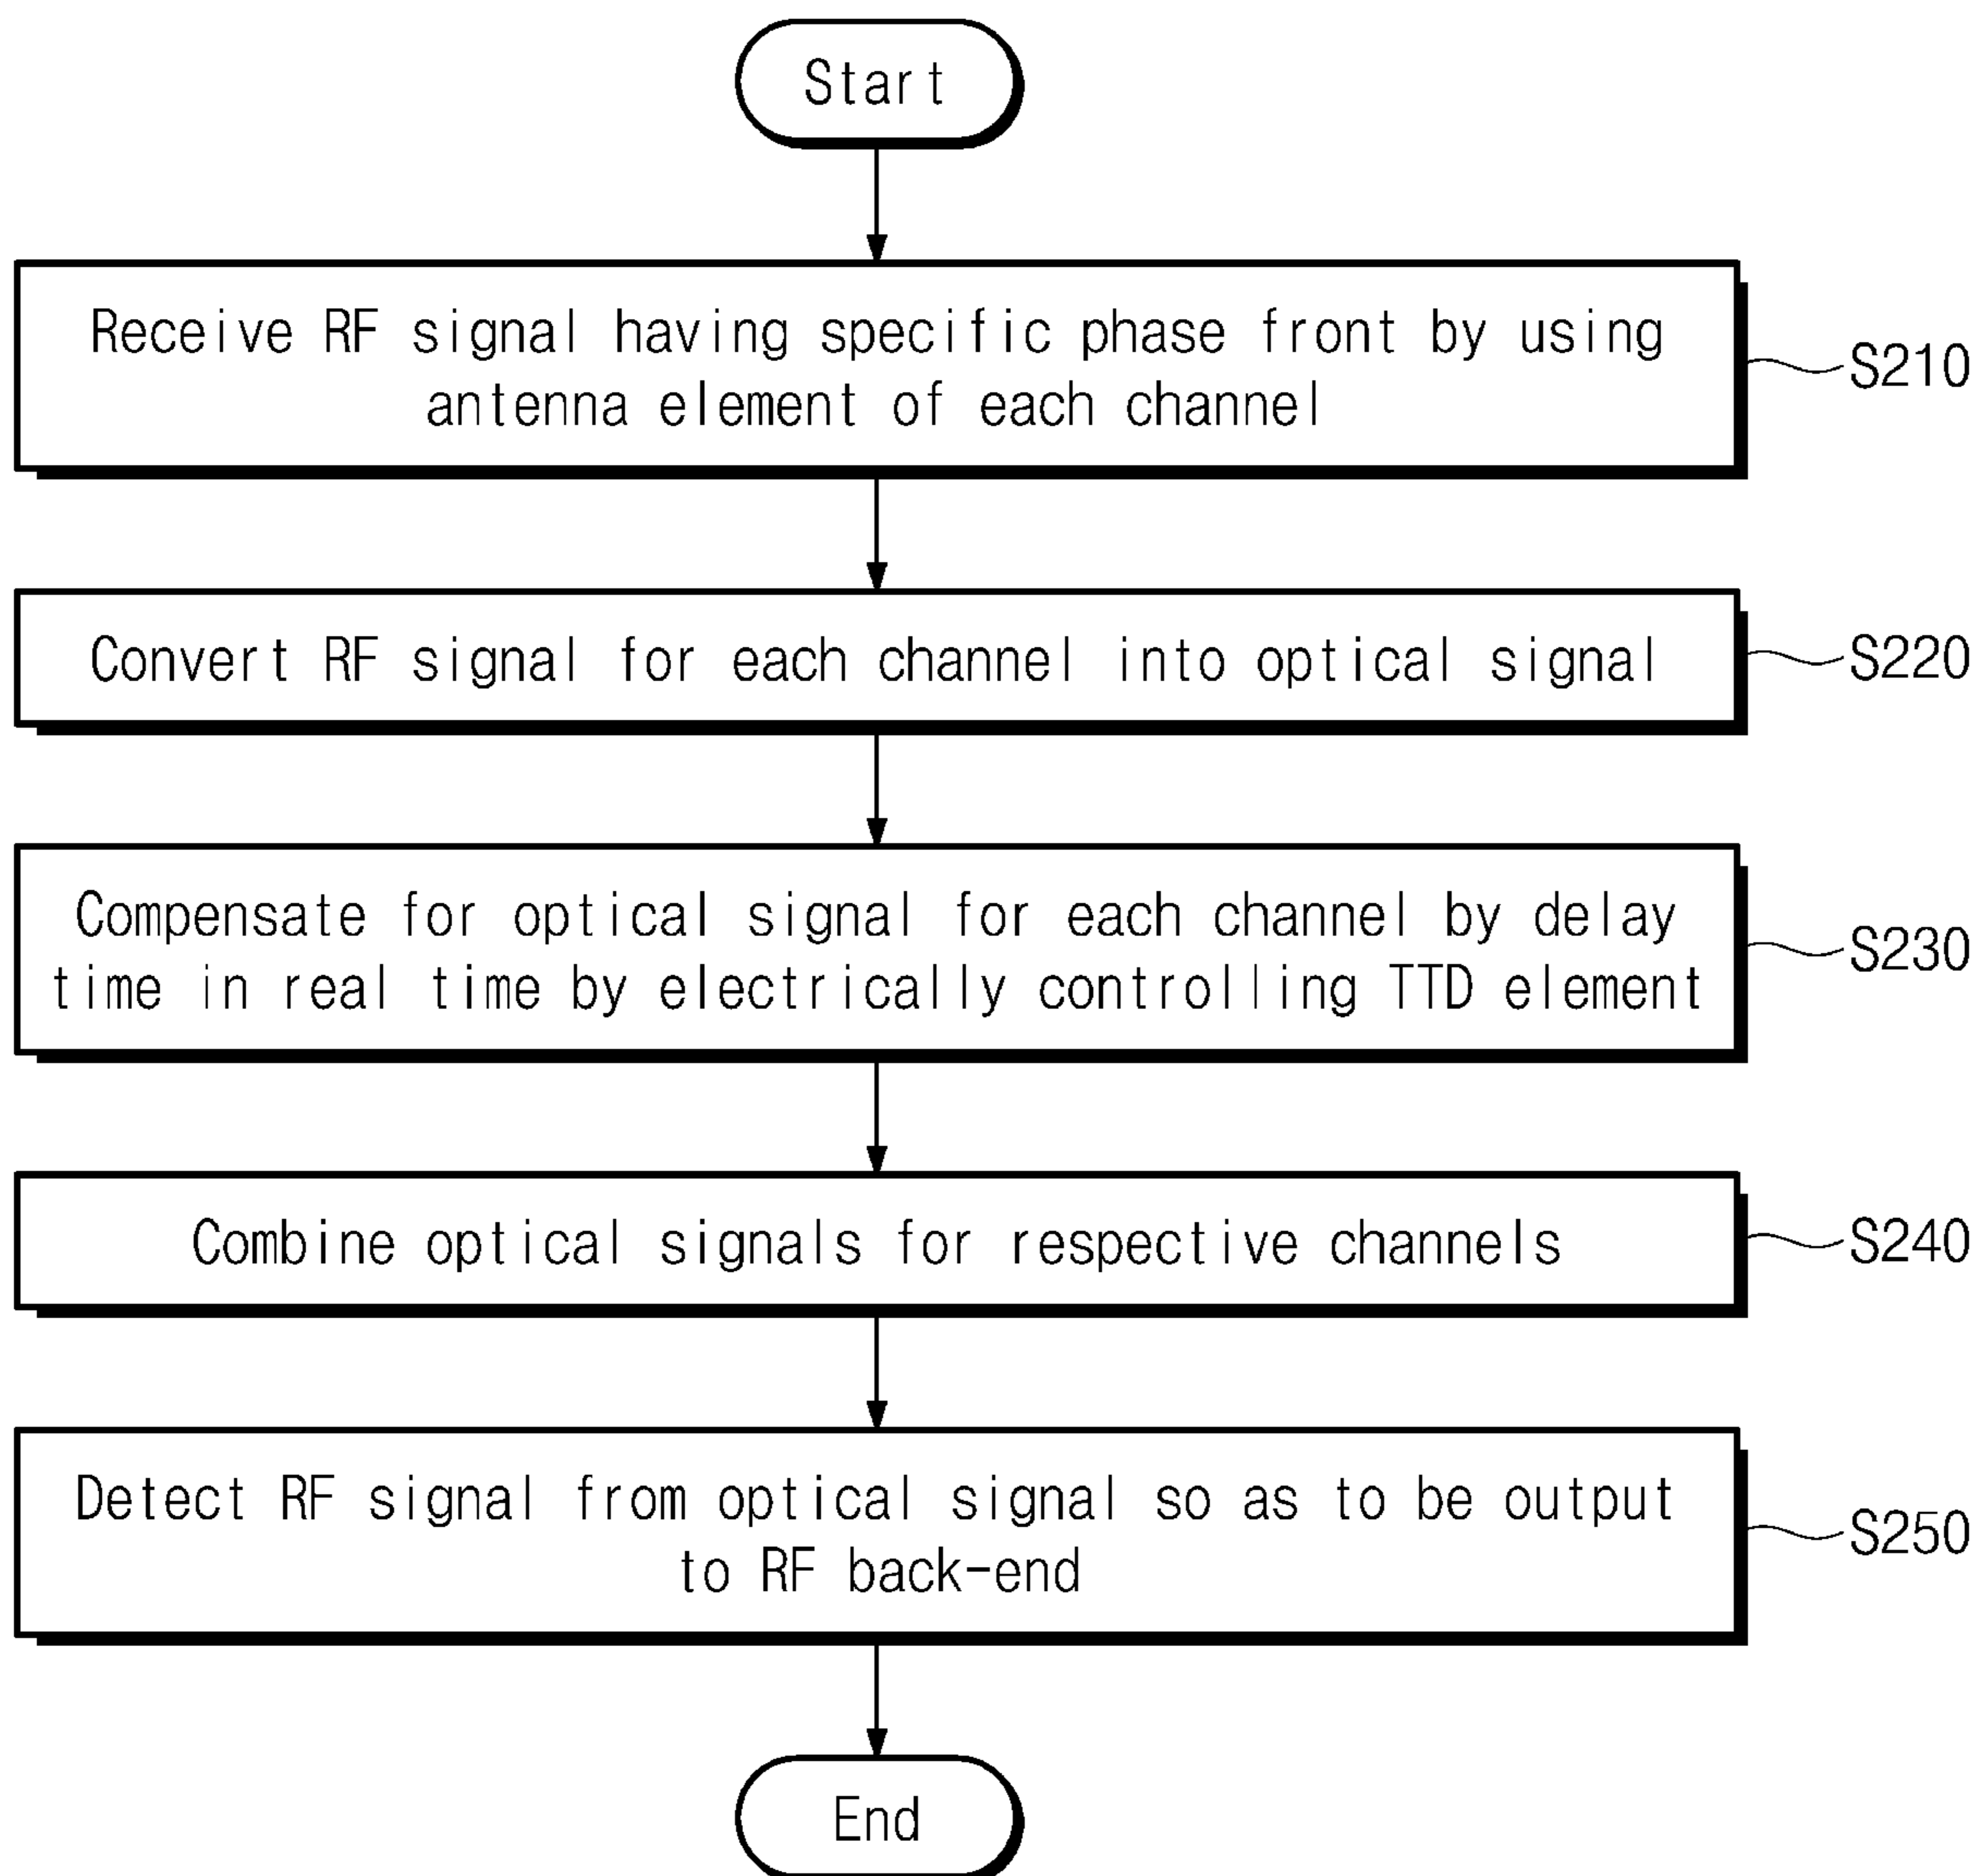 Start
Receive RF signal having specific phase front by using
antenna element of each channel
S210
Convert RF signal for each channel into optical signal
S220
Compensate for optical signal for each channel by delay
time in real time by electrically controlling TTD element
S230
Combine optical signals for respective channels
S240
Detect RF signal from optical signal so as to be output
to RF back-end
S250
End